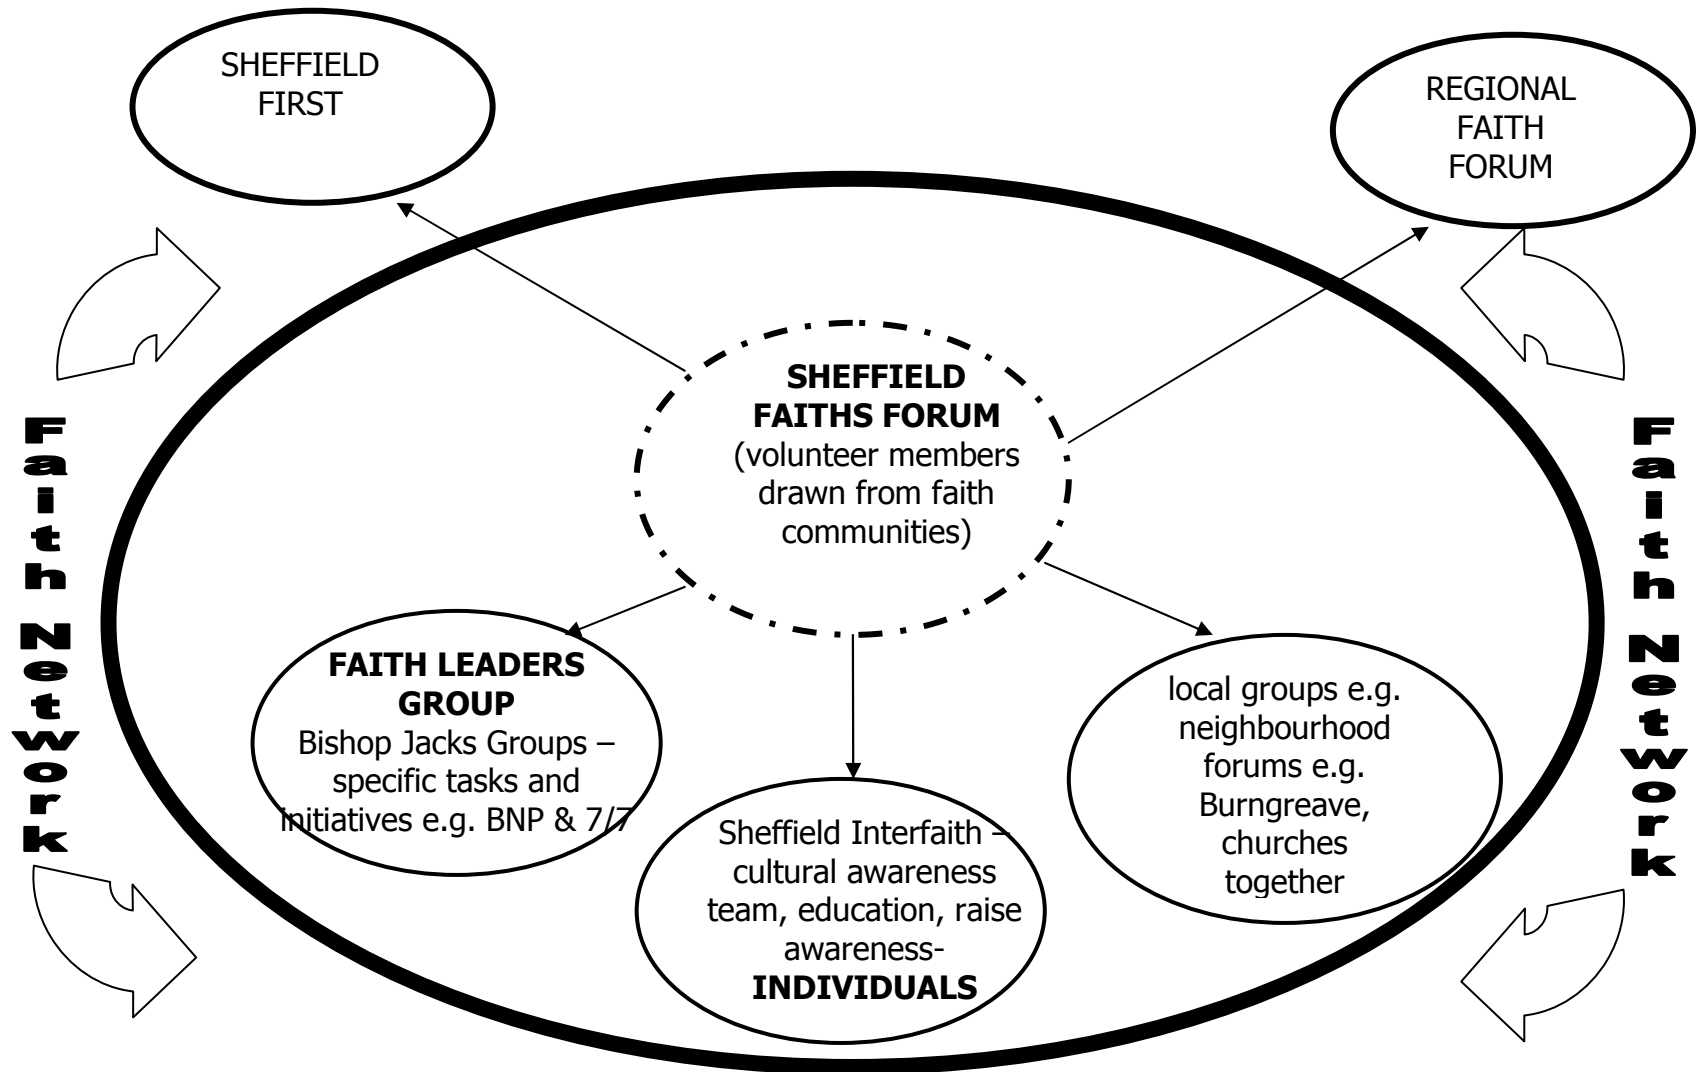 SHEFFIELD
FIRST
REGIONAL
FAITH
FORUM
SHEFFIELD
FAITHS FORUM
(volunteer members
drawn from faith
communities)
Faith Network
Faith Network
FAITH LEADERS
GROUP
Bishop Jacks Groups –
specific tasks and
initiatives e.g. BNP & 7/7
Sheffield Interfaith –
cultural awareness
team, education, raise
awareness-
INDIVIDUALS
local groups e.g.
neighbourhood
forums e.g.
Burngreave,
churches
together